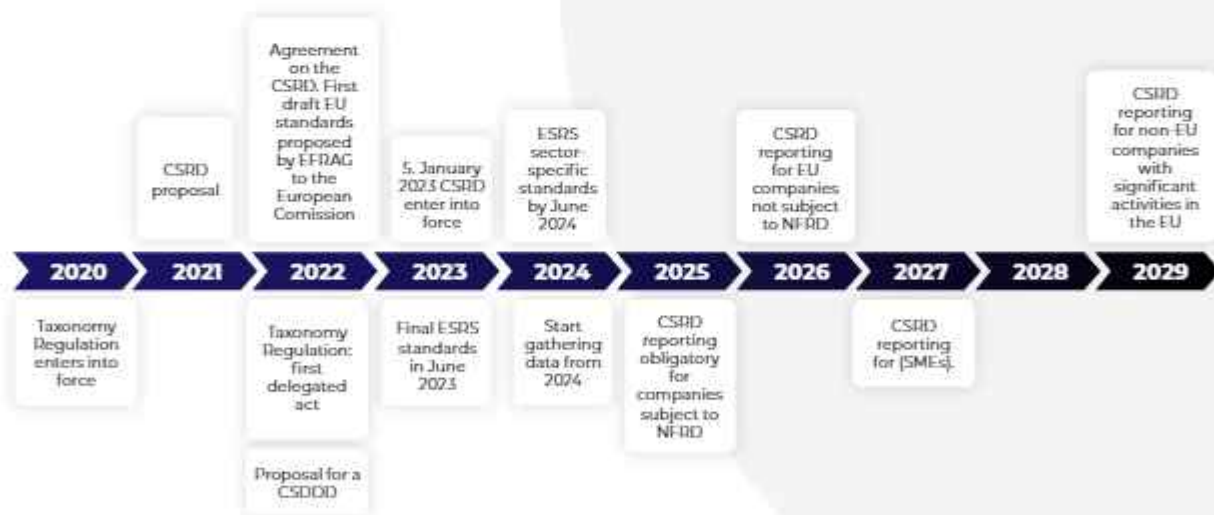 Agreement
on the
CSRD. First
draft EU
standards
proposed
by EFRAG
to the
European
Comission
CSRD
proposal
5. January
2023 CSRD
enter into
force
ESRS
sector-
specific
standards
by June
2024
CSRD
reporting
for EU
companies
not subject
to NFRD
CSRD
reporting
for non-EU
companies
with
significant
activities in
the EU
2020 2021 2022 2023 2024 2025 2026 2027 2028 2029
Taxonomy
Regulation
enters into
force
Taxonomy
Regulation:
first
delegated
act
Proposal for a
CSDDD
Final ESRS
standards
in June
2023
Start
gathering
data from
2024
CSRD
reporting
obligatory
for
companies
subject to
NFRD
CSRD
reporting
for (SMEs).